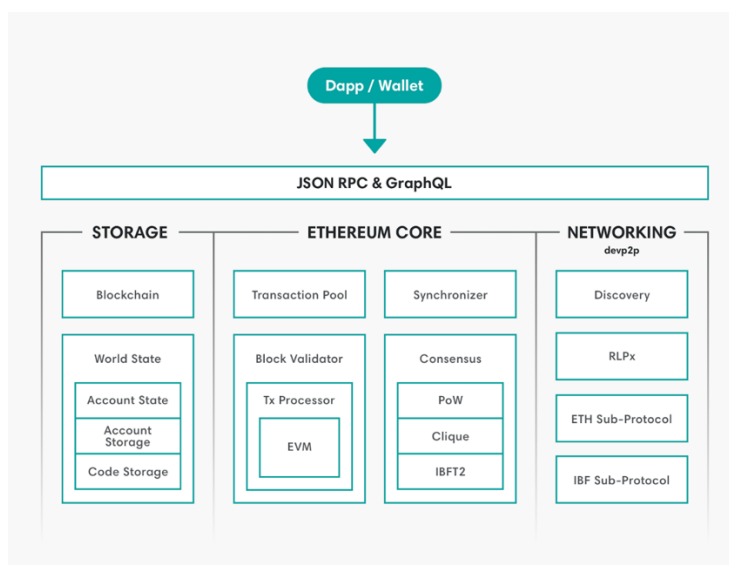 Dapp / Wallet
JSON RPC & GraphQL
STORAGE
ETHEREUM CORE
NETWORKING
devp2p
Blockchain
World State
Account State
Account
Storage
Code Storage
Transaction Pool
Synchronizer
Block Validator
Tx Processor
EVM
Consensus
PoW
Clique
IBFT2
Discovery
RLPx
ETH Sub-Protocol
IBF Sub-Protocol